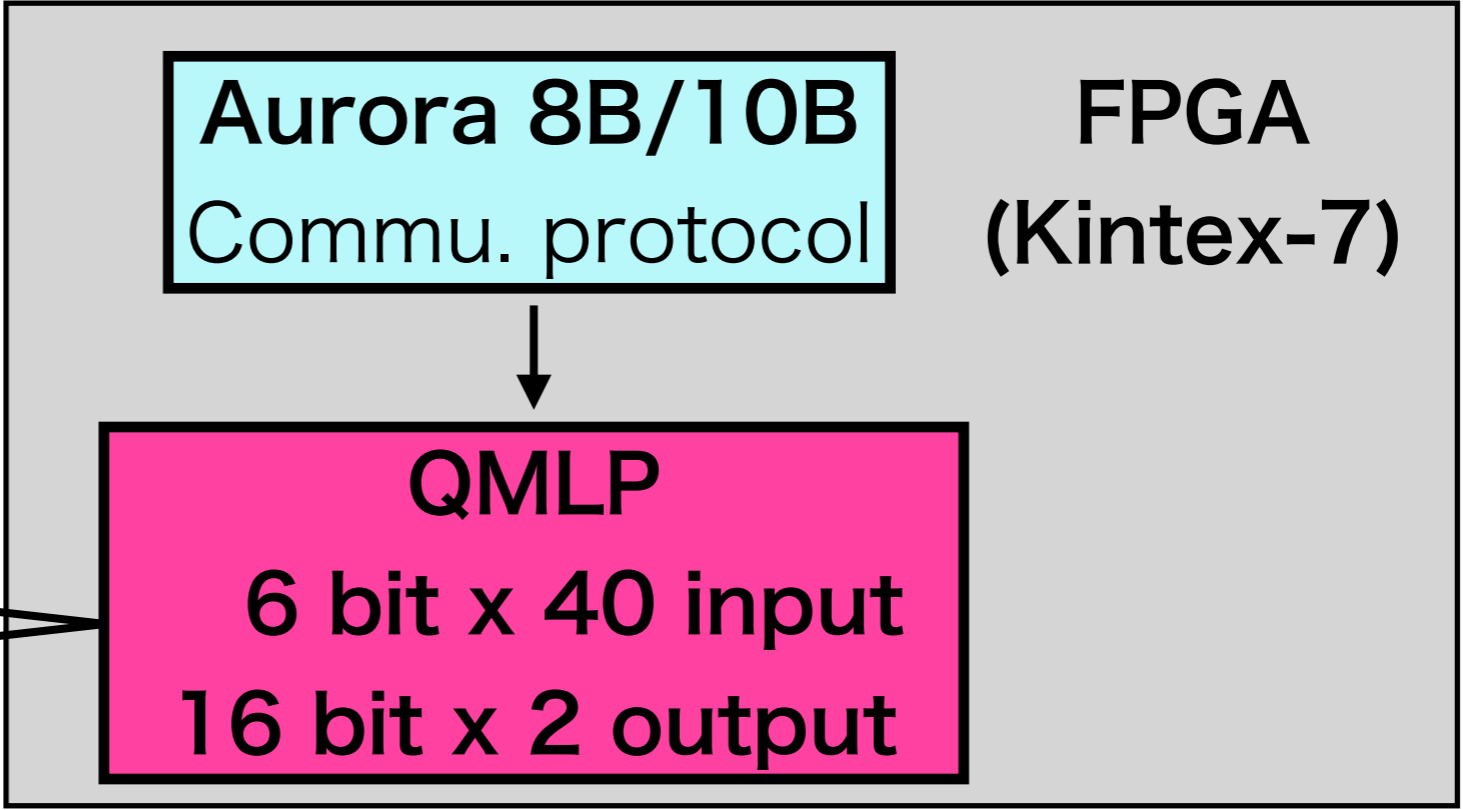 Aurora 8B/10B
Commu. protocol
FPGA
(Kintex-7)
QMLP
6 bit x 40 input
16 bit x 2 output